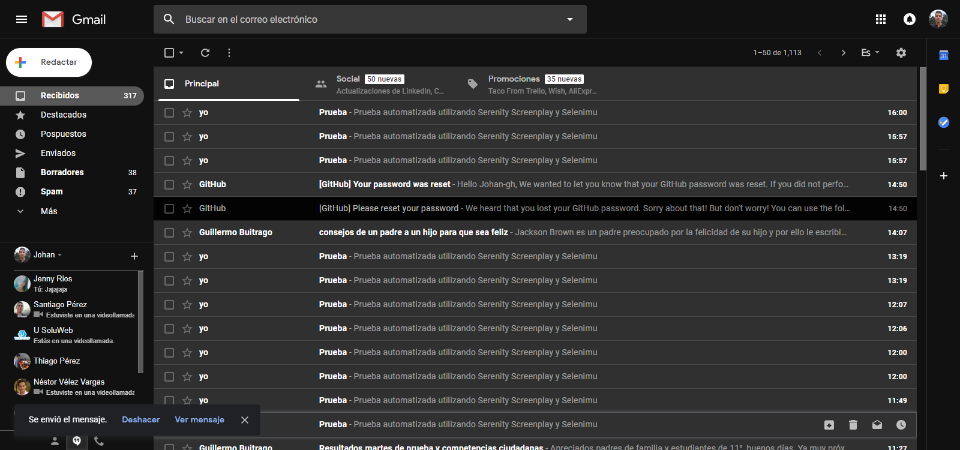 Gmail
Buscar en el correo electrónico
Redactar
1–50 de 1,113
Es
Recibidos 317
Destacados
Pospuestos
Enviados
Borradores 38
Spam 37
Más
Principal
Social 50 nuevas
Actualizaciones de LinkedIn, C...
Promociones 35 nuevas
Taco From Trello, Wish, AliExpr...
yo Prueba - Prueba automatizada utilizando Serenity Screenplay y Selenimu 16:00
yo Prueba - Prueba automatizada utilizando Serenity Screenplay y Selenimu 15:57
yo Prueba - Prueba automatizada utilizando Serenity Screenplay y Selenimu 15:57
GitHub [GitHub] Your password was reset - Hello Johan-gh, We wanted to let you know that your GitHub password was reset. If you did not perfo... 14:50
GitHub [GitHub] Please reset your password - We heard that you lost your GitHub password. Sorry about that! But don't worry! You can use the fol... 14:50
Guillermo Buitrago consejos de un padre a un hijo para que sea feliz - Jackson Brown es un padre preocupado por la felicidad de su hijo y por ello le escribi... 14:07
yo Prueba - Prueba automatizada utilizando Serenity Screenplay y Selenimu 13:19
yo Prueba - Prueba automatizada utilizando Serenity Screenplay y Selenimu 13:19
yo Prueba - Prueba automatizada utilizando Serenity Screenplay y Selenimu 12:07
yo Prueba - Prueba automatizada utilizando Serenity Screenplay y Selenimu 12:06
yo Prueba - Prueba automatizada utilizando Serenity Screenplay y Selenimu 12:00
yo Prueba - Prueba automatizada utilizando Serenity Screenplay y Selenimu 12:00
yo Prueba - Prueba automatizada utilizando Serenity Screenplay y Selenimu 11:49
Prueba - Prueba automatizada utilizando Serenity Screenplay y Selenimu
Guillermo Buitrago Resultados martes de prueba y competencias ciudadanas - Apreciados padres de familia y estudiantes de 11°, buenos días, Ya muy próx... 11:27
Johan
Jenny Rios
Tú: Jajajaja
Santiago Pérez
Estuviste en una videollamada
U SoluWeb
Estás en una videollamada.
Thiago Pérez
Néstor Vélez Vargas
Estuviste en una videollamada
Se envió el mensaje. Deshacer Ver mensaje